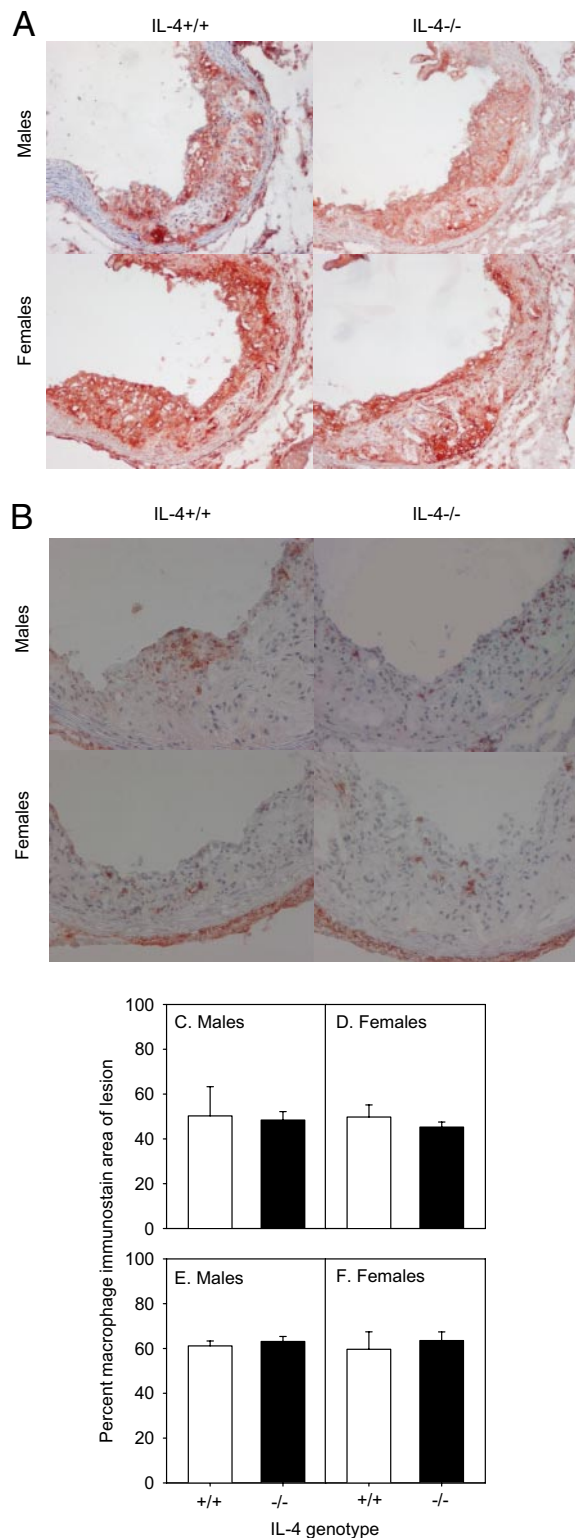 A
IL-4+/+ IL-4-/-
Males
Females
B
IL-4+/+ IL-4-/-
Males
Females
Percent macrophage immunostain area of lesion
100
80
60
40
20
0
C. Males
D. Females
100
80
60
40
20
0
E. Males
F. Females
+/+ -/- +/+ -/-
IL-4 genotype